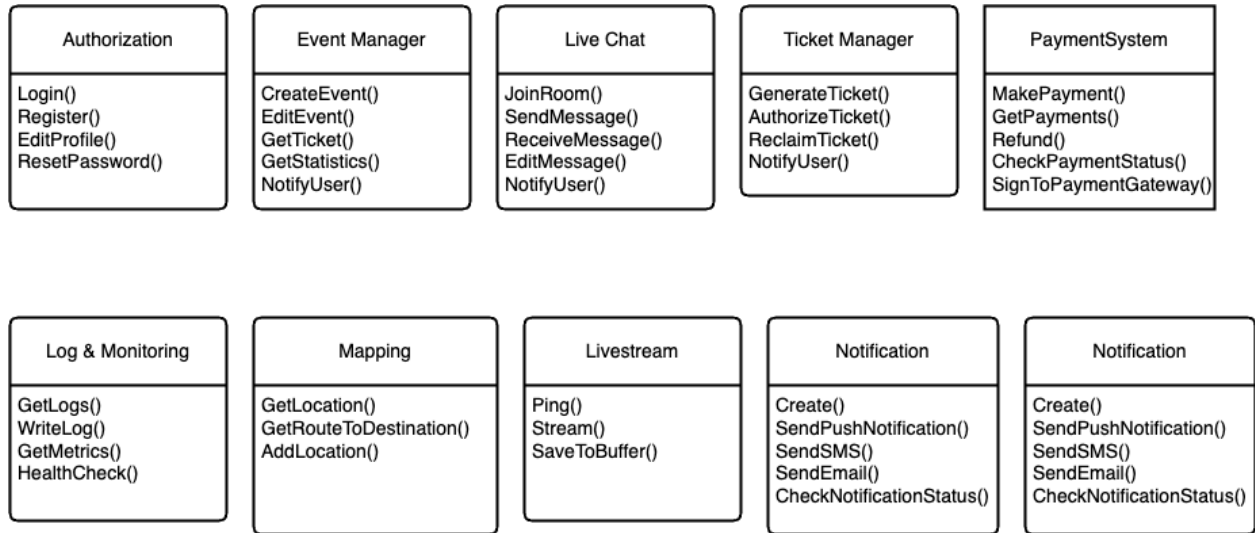 Authorization
Login()
Register()
EditProfile()
ResetPassword()
Event Manager
CreateEvent()
EditEvent()
GetTicket()
GetStatistics()
NotifyUser()
Live Chat
JoinRoom()
SendMessage()
ReceiveMessage()
EditMessage()
NotifyUser()
Ticket Manager
GenerateTicket()
AuthorizeTicket()
ReclaimTicket()
NotifyUser()
PaymentSystem
MakePayment()
GetPayments()
Refund()
CheckPaymentStatus()
SignToPaymentGateway()
Log & Monitoring
GetLogs()
WriteLog()
GetMetrics()
HealthCheck()
Mapping
GetLocation()
GetRouteToDestination()
AddLocation()
Livestream
Ping()
Stream()
SaveToBuffer()
Notification
Create()
SendPushNotification()
SendSMS()
SendEmail()
CheckNotificationStatus()
Notification
Create()
SendPushNotification()
SendSMS()
SendEmail()
CheckNotificationStatus()